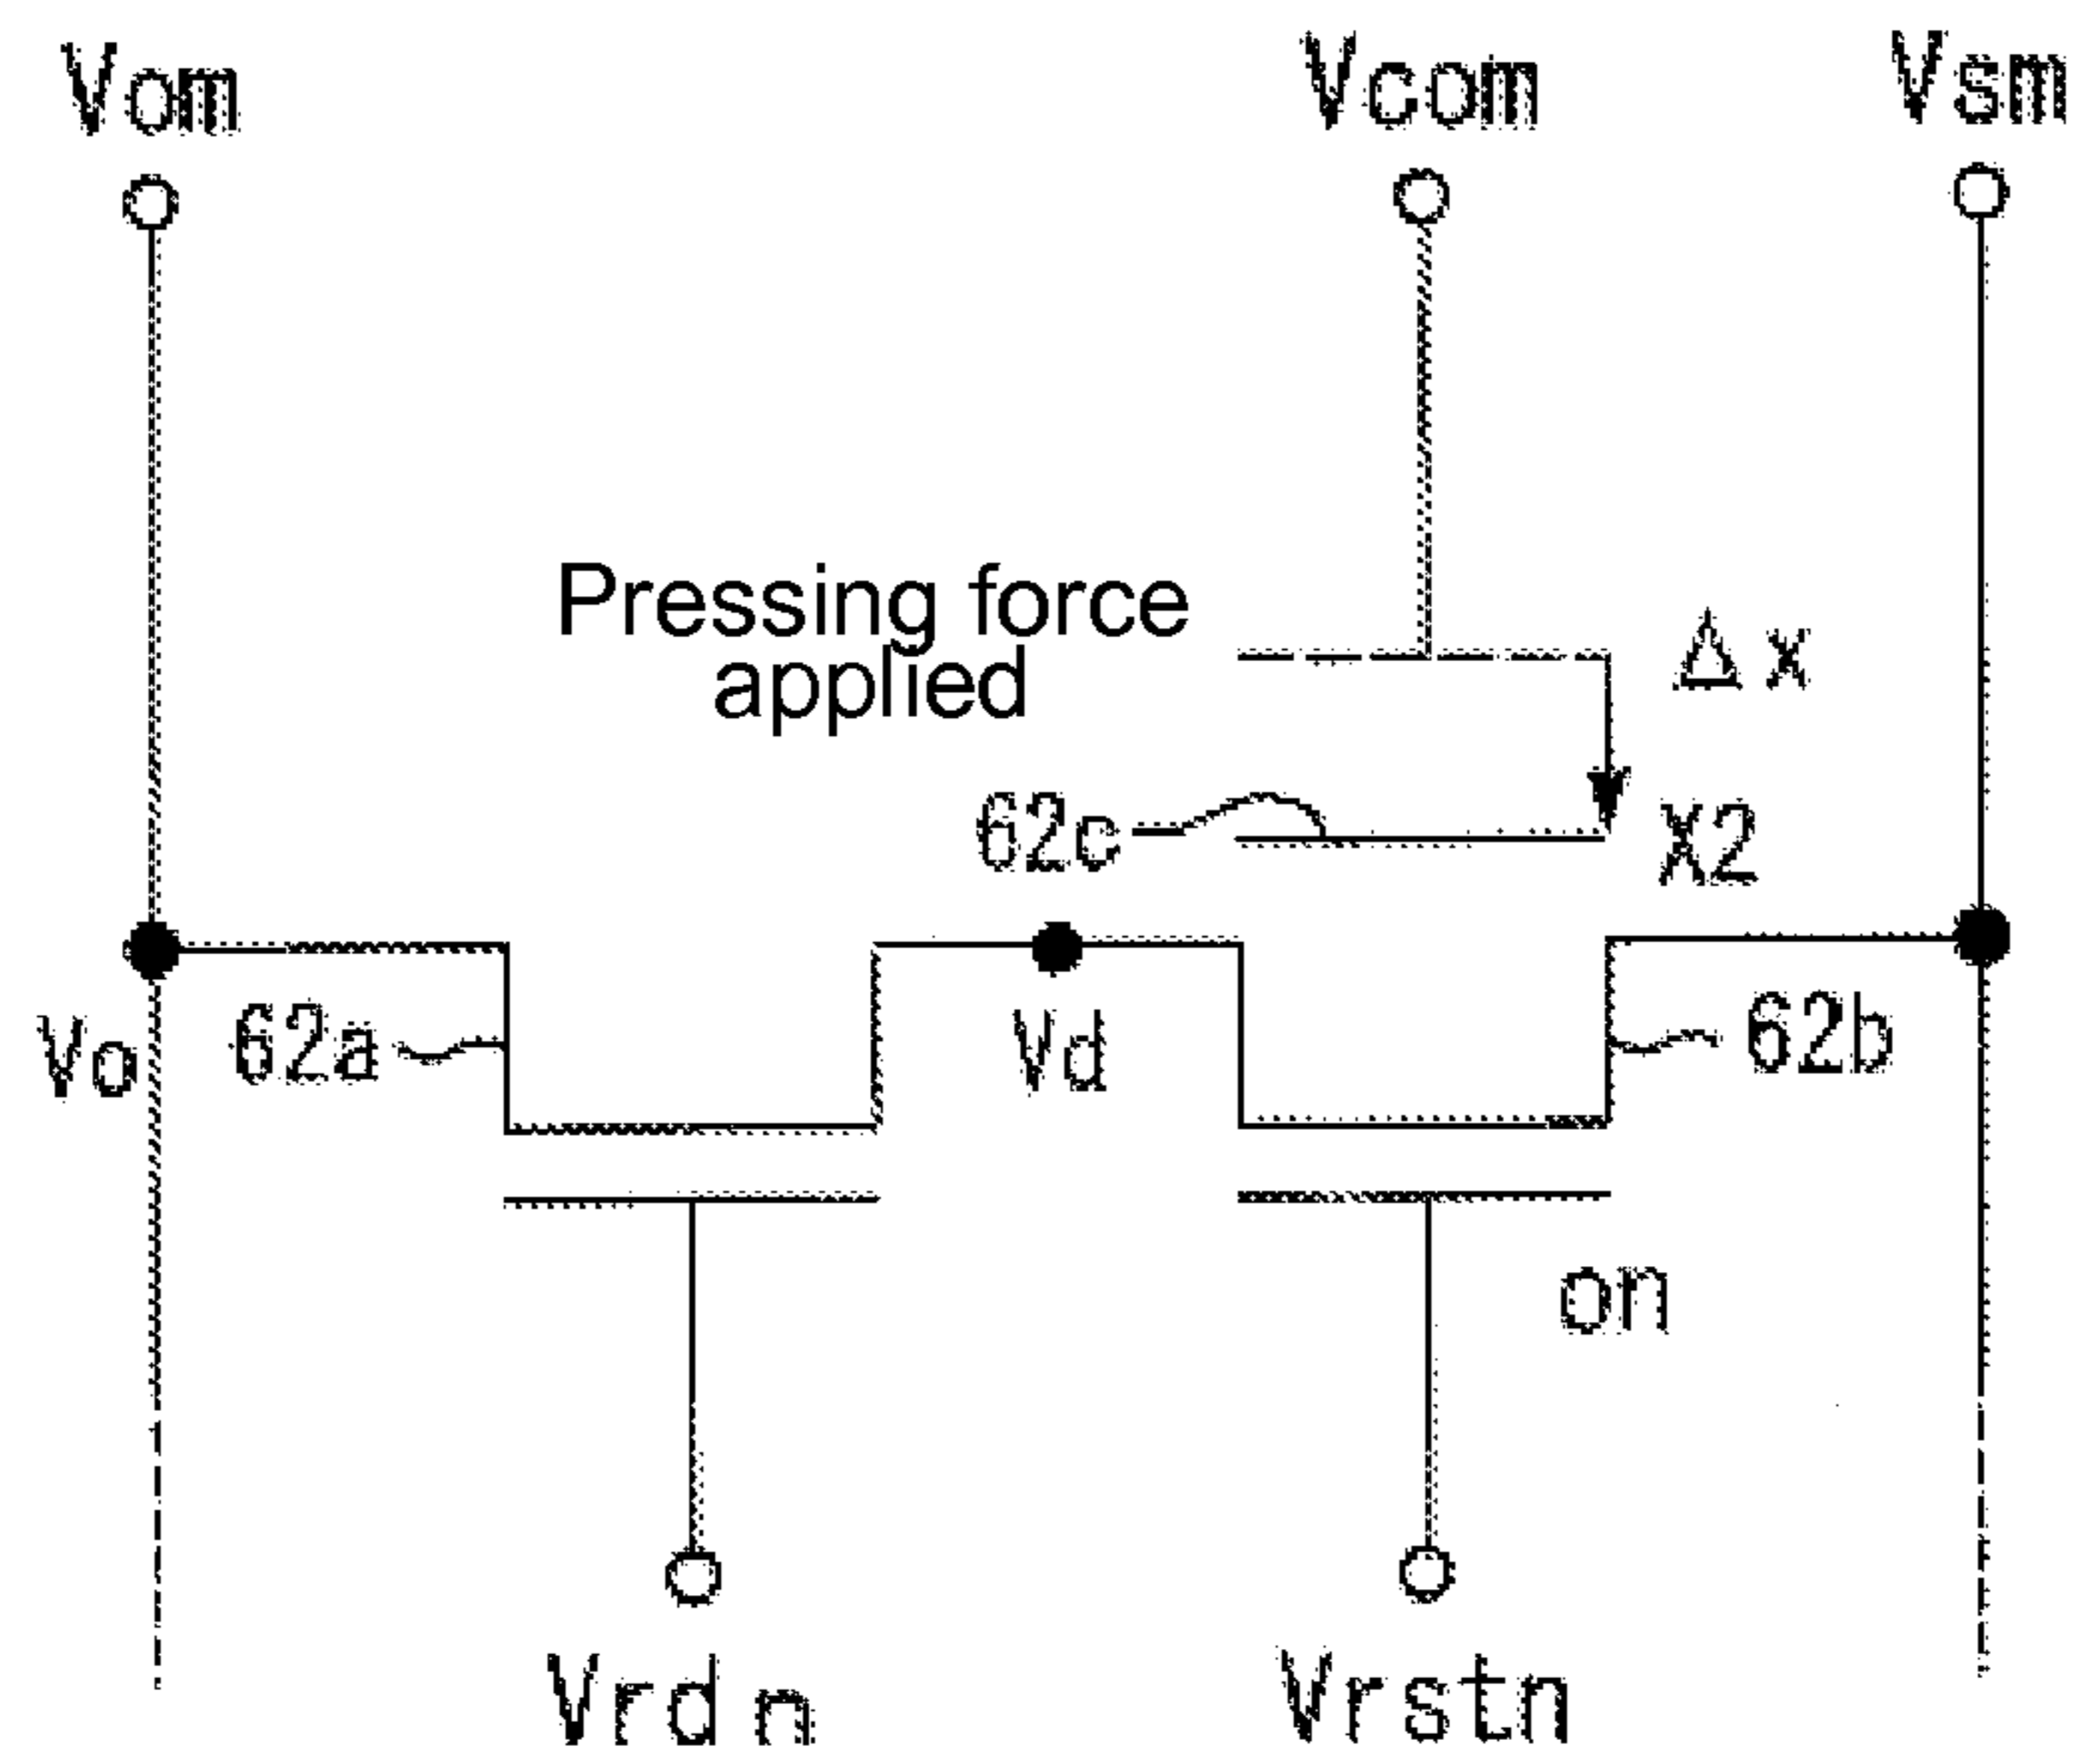 Vom Vcom Vsm
Pressing force
applied
Δx
62c
X2
Vo 62a Vd 62b
on
Vrdn Vrstn